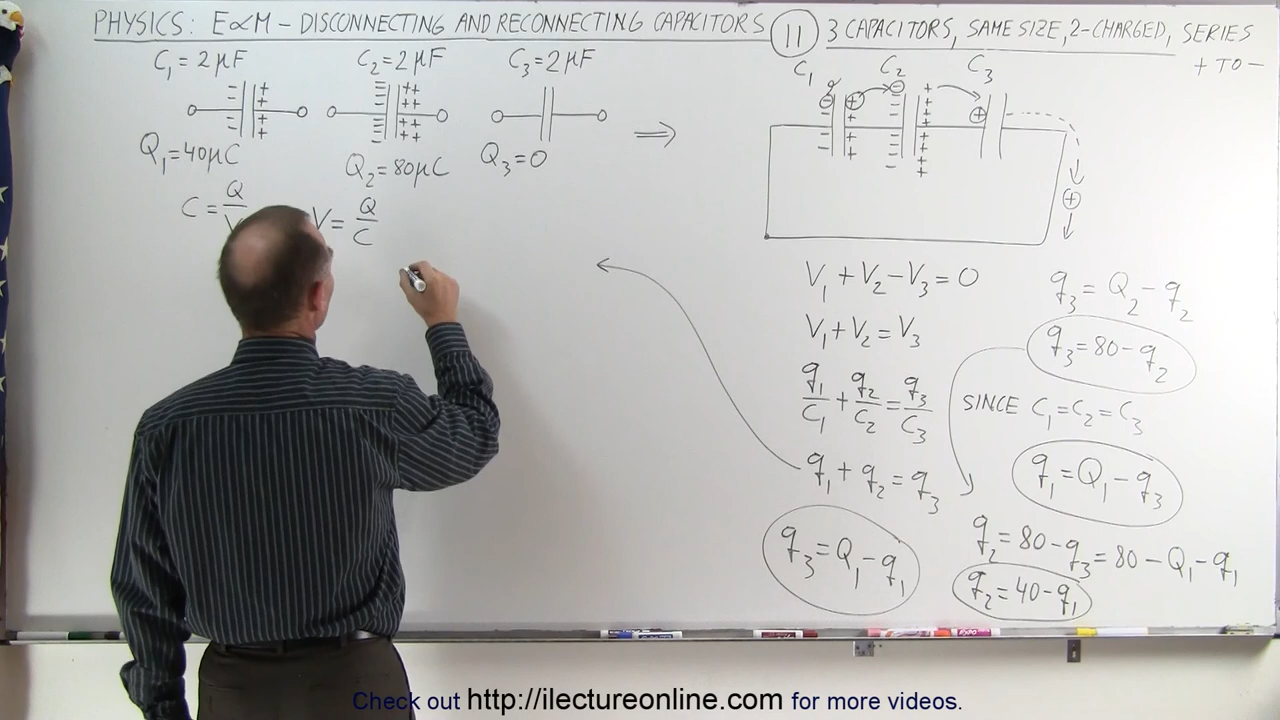 PHYSICS: E&M – DISCONNECTING AND RECONNECTING CAPACITORS (11) 3 CAPACITORS, SAME SIZE, 2-CHARGED, SERIES
+ TO –
C₁ = 2μF C₂ = 2μF C₃ = 2μF
Q₁ = 40μC Q₂ = 80μC Q₃ = 0
C = Q/V V = Q/C
⇒
C₁ C₂ C₃
V₁ + V₂ – V₃ = 0
V₁ + V₂ = V₃
q₁/C₁ + q₂/C₂ = q₃/C₃
q₁ + q₂ = q₃
q₃ = Q₁ – q₁
q₃ = Q₂ – q₂
q₃ = 80 – q₂
SINCE C₁ = C₂ = C₃
q₁ = Q₁ – q₃
q₂ = 80 – q₃ = 80 – Q₁ – q₁
q₂ = 40 – q₁
Check out http://ilectureonline.com for more videos.